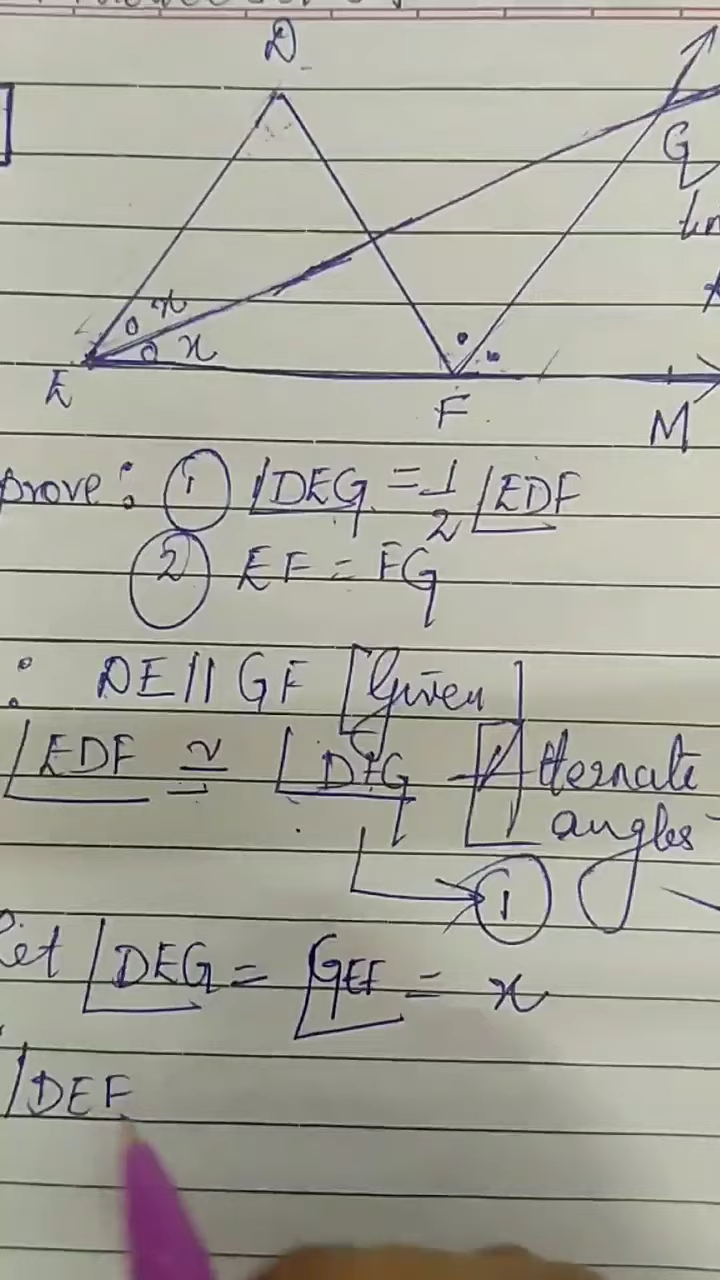 D
x
x
G
E
F
M
prove: ① ∠DEG = 1/2 ∠EDF
② EF = FG
∴ DE || GF [Given]
∠EDF ≅ ∠DFG - [Alternate
angles
①
Let ∠DEG = ∠GEF = x
∠DEF